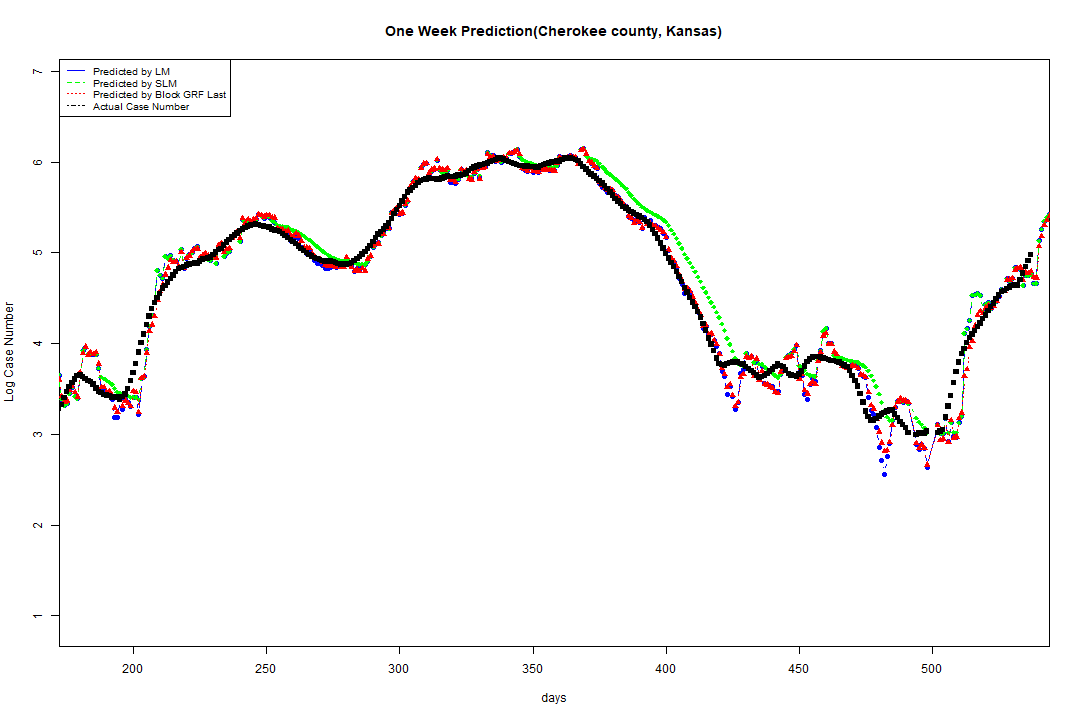 One Week Prediction(Cherokee county, Kansas)
Predicted by LM
Predicted by SLM
Predicted by Block GRF Last
Actual Case Number
7
6
5
4
3
2
1
Log Case Number
200 250 300 350 400 450 500
days